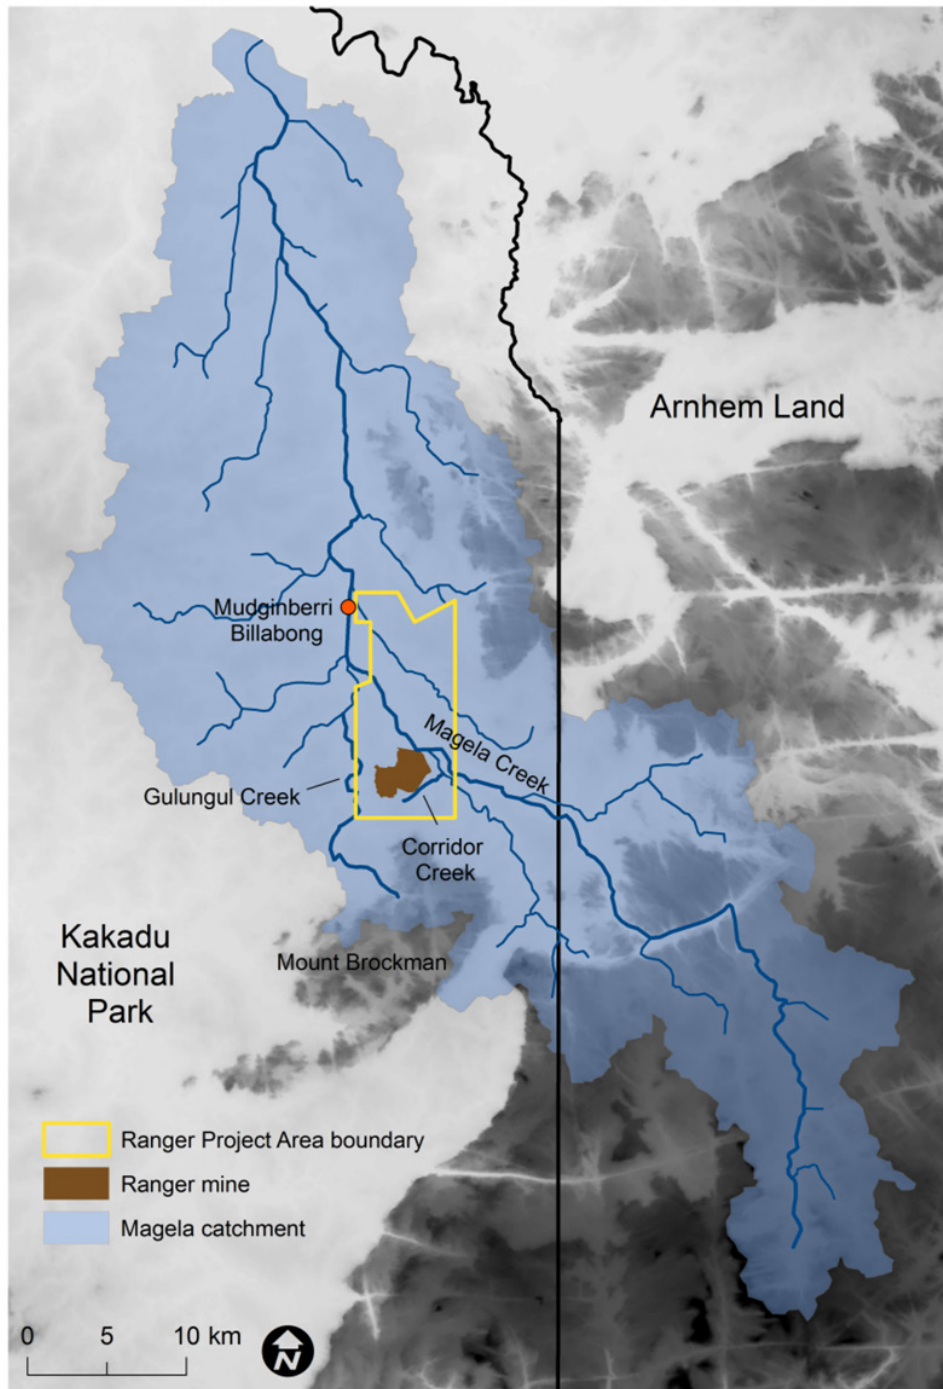 Arnhem Land
Mudginberri
Billabong
Magela Creek
Gulungul Creek
Corridor
Creek
Kakadu
National
Park
Mount Brockman
Ranger Project Area boundary
Ranger mine
Magela catchment
0 5 10 km
N